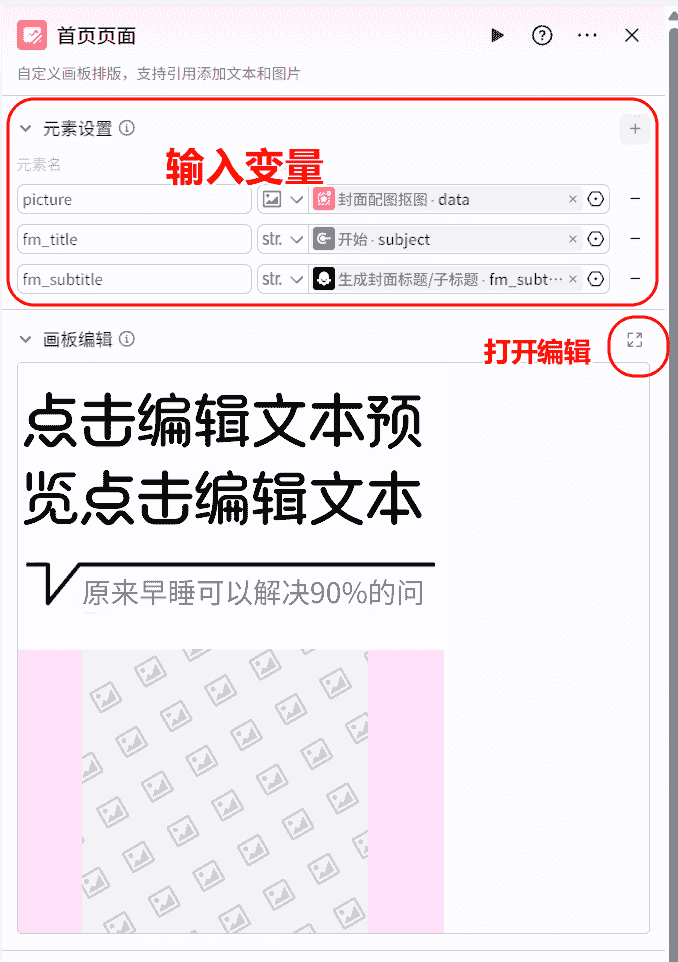 首页页面
自定义画板排版，支持引用添加文本和图片
元素设置
输入变量
元素名
picture 封面配图抠图 · data
fm_title str. 开始 · subject
fm_subtitle str. 生成封面标题/子标题 · fm_subt···
画板编辑
打开编辑
点击编辑文本预
览点击编辑文本
原来早睡可以解决90%的问